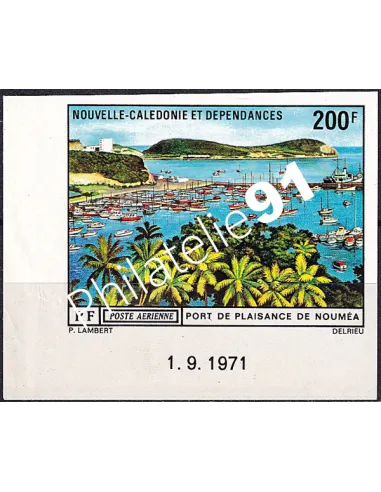 NOUVELLE-CALEDONIE ET DEPENDANCES
200F
Philatelie91
RF POSTE AERIENNE PORT DE PLAISANCE DE NOUMÉA
P. LAMBERT DELRIEU
1.9.1971